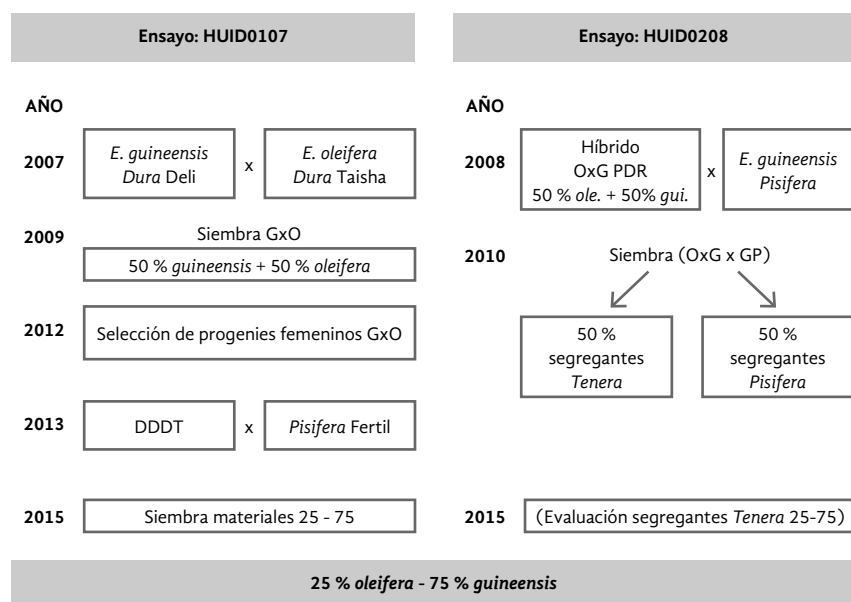 Ensayo: HUID0107
AÑO
2007
E. guineensis
Dura Deli
x
E. oleifera
Dura Taisha
2009
Siembra GxO
50 % guineensis + 50 % oleifera
2012
Selección de progenies femeninos GxO
2013
DDDT
x
Pisifera Fertil
2015
Siembra materiales 25 - 75
Ensayo: HUID0208
AÑO
2008
Híbrido
OxG PDR
50 % ole. + 50% gui.
x
E. guineensis
Pisifera
2010
Siembra (OxG x GP)
50 %
segregantes
Tenera
50 %
segregantes
Pisifera
2015
(Evaluación segregantes Tenera 25-75)
25 % oleifera - 75 % guineensis